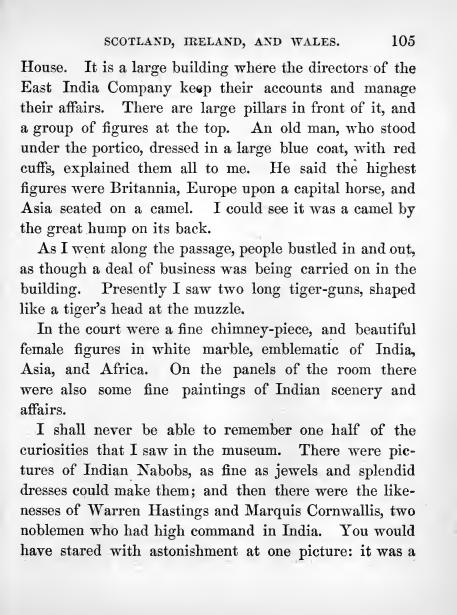 SCOTLAND, IRELAND, AND WALES. 105
House. It is a large building where the directors of the
East India Company keep their accounts and manage
their affairs. There are large pillars in front of it, and
a group of figures at the top. An old man, who stood
under the portico, dressed in a large blue coat, with red
cuffs, explained them all to me. He said the highest
figures were Britannia, Europe upon a capital horse, and
Asia seated on a camel. I could see it was a camel by
the great hump on its back.
As I went along the passage, people bustled in and out,
as though a deal of business was being carried on in the
building. Presently I saw two long tiger-guns, shaped
like a tiger's head at the muzzle.
In the court were a fine chimney-piece, and beautiful
female figures in white marble, emblematic of India,
Asia, and Africa. On the panels of the room there
were also some fine paintings of Indian scenery and
affairs.
I shall never be able to remember one half of the
curiosities that I saw in the museum. There were pic-
tures of Indian Nabobs, as fine as jewels and splendid
dresses could make them; and then there were the like-
nesses of Warren Hastings and Marquis Cornwallis, two
noblemen who had high command in India. You would
have stared with astonishment at one picture: it was a